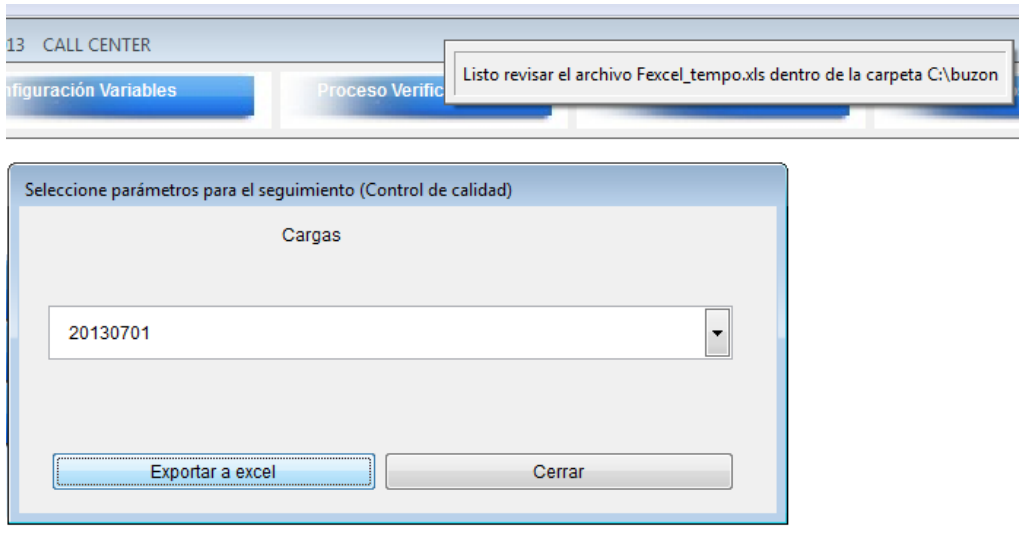 13 CALL CENTER
Listo revisar el archivo Fexcel_tempo.xls dentro de la carpeta C:\buzon
nfiguración Variables
Proceso Verific
Seleccione parámetros para el seguimiento (Control de calidad)
Cargas
20130701
Exportar a excel
Cerrar